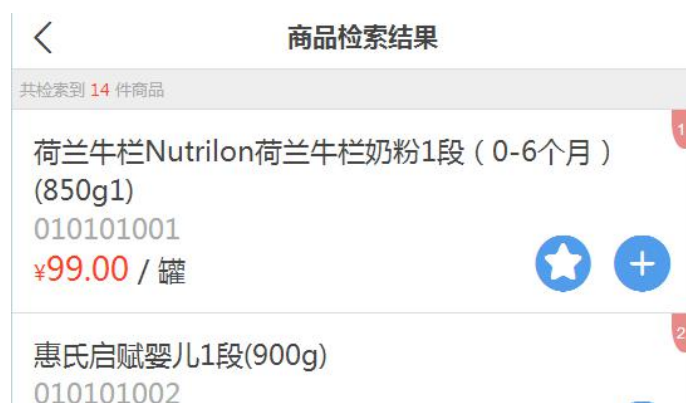 商品检索结果
共检索到 14 件商品
1
荷兰牛栏Nutrilon荷兰牛栏奶粉1段（0-6个月）
(850g1)
010101001
¥99.00 / 罐
2
惠氏启赋婴儿1段(900g)
010101002